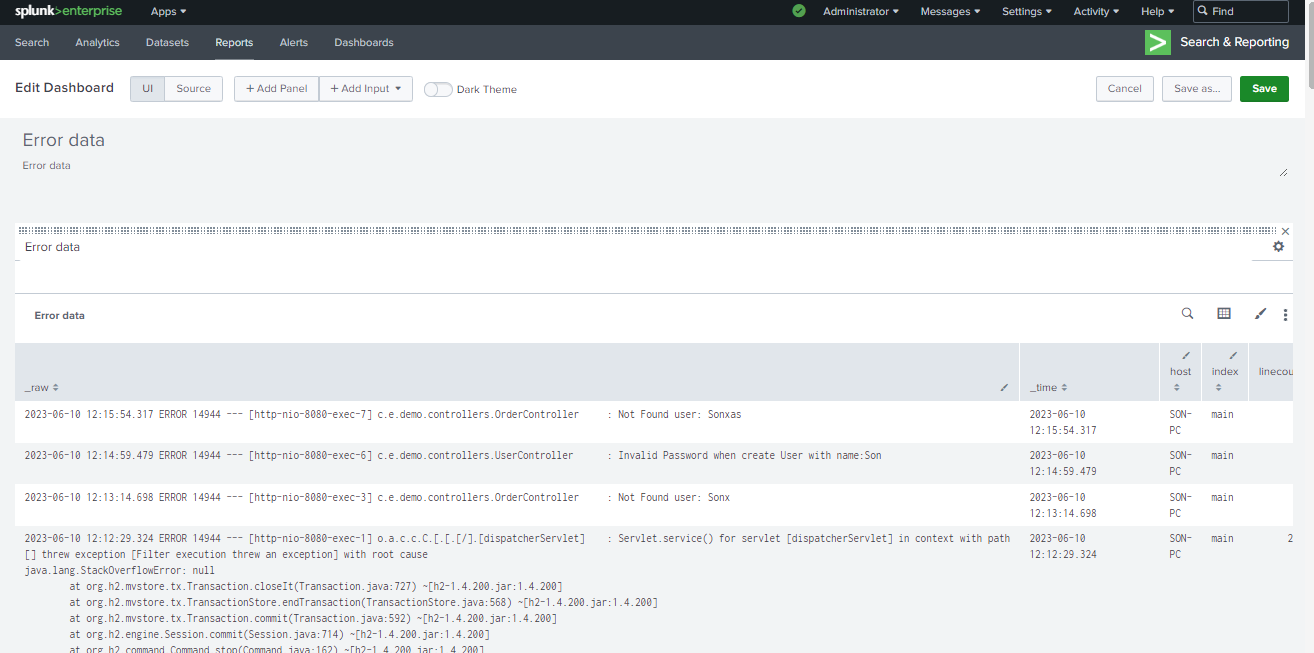 splunk>enterprise Apps Administrator Messages Settings Activity Help Find
Search Analytics Datasets Reports Alerts Dashboards Search & Reporting
Edit Dashboard UI Source + Add Panel + Add Input Dark Theme Cancel Save as... Save
Error data
Error data
Error data
Error data
_raw _time host index linecou
2023-06-10 12:15:54.317 ERROR 14944 --- [http-nio-8080-exec-7] c.e.demo.controllers.OrderController : Not Found user: Sonxas 2023-06-10 SON- main
12:15:54.317 PC
2023-06-10 12:14:59.479 ERROR 14944 --- [http-nio-8080-exec-6] c.e.demo.controllers.UserController : Invalid Password when create User with name:Son 2023-06-10 SON- main
12:14:59.479 PC
2023-06-10 12:13:14.698 ERROR 14944 --- [http-nio-8080-exec-3] c.e.demo.controllers.OrderController : Not Found user: Sonx 2023-06-10 SON- main
12:13:14.698 PC
2023-06-10 12:12:29.324 ERROR 14944 --- [http-nio-8080-exec-1] o.a.c.c.C.[.[.[/].[dispatcherServlet] : Servlet.service() for servlet [dispatcherServlet] in context with path 2023-06-10 SON- main 2
[] threw exception [Filter execution threw an exception] with root cause 12:12:29.324 PC
java.lang.StackOverflowError: null
at org.h2.mvstore.tx.Transaction.closeIt(Transaction.java:727) ~[h2-1.4.200.jar:1.4.200]
at org.h2.mvstore.tx.TransactionStore.endTransaction(TransactionStore.java:568) ~[h2-1.4.200.jar:1.4.200]
at org.h2.mvstore.tx.Transaction.commit(Transaction.java:592) ~[h2-1.4.200.jar:1.4.200]
at org.h2.engine.Session.commit(Session.java:714) ~[h2-1.4.200.jar:1.4.200]
at org.h2.command.Command.stop(Command.java:162) ~[h2-1.4.200.jar:1.4.200]